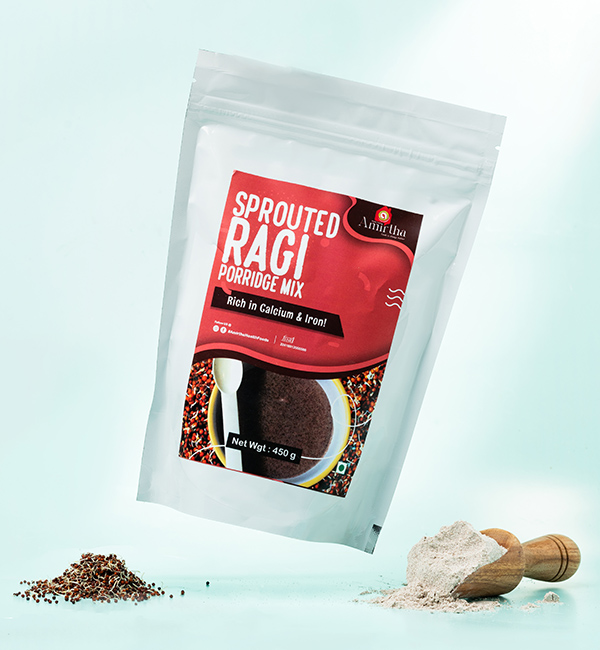 SPROUTED
RAGI
PORRIDGE MIX
Amirtha
Rich in Calcium & Iron!
Net Wgt : 450 g